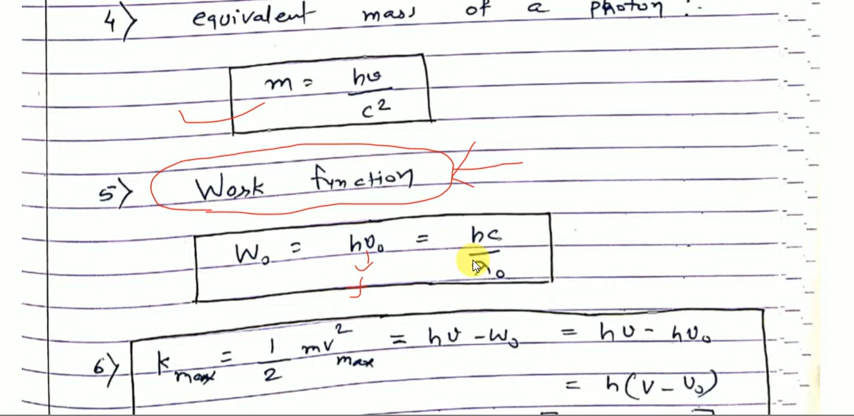 4) equivalent mass of a photon :-
m = hυ / c²
5) Work function
W₀ = hυ₀ = hc / λ₀
f
6) Kmax = 1/2 mv²max = hυ - W₀ = hυ - hυ₀
= h(ν - υ₀)